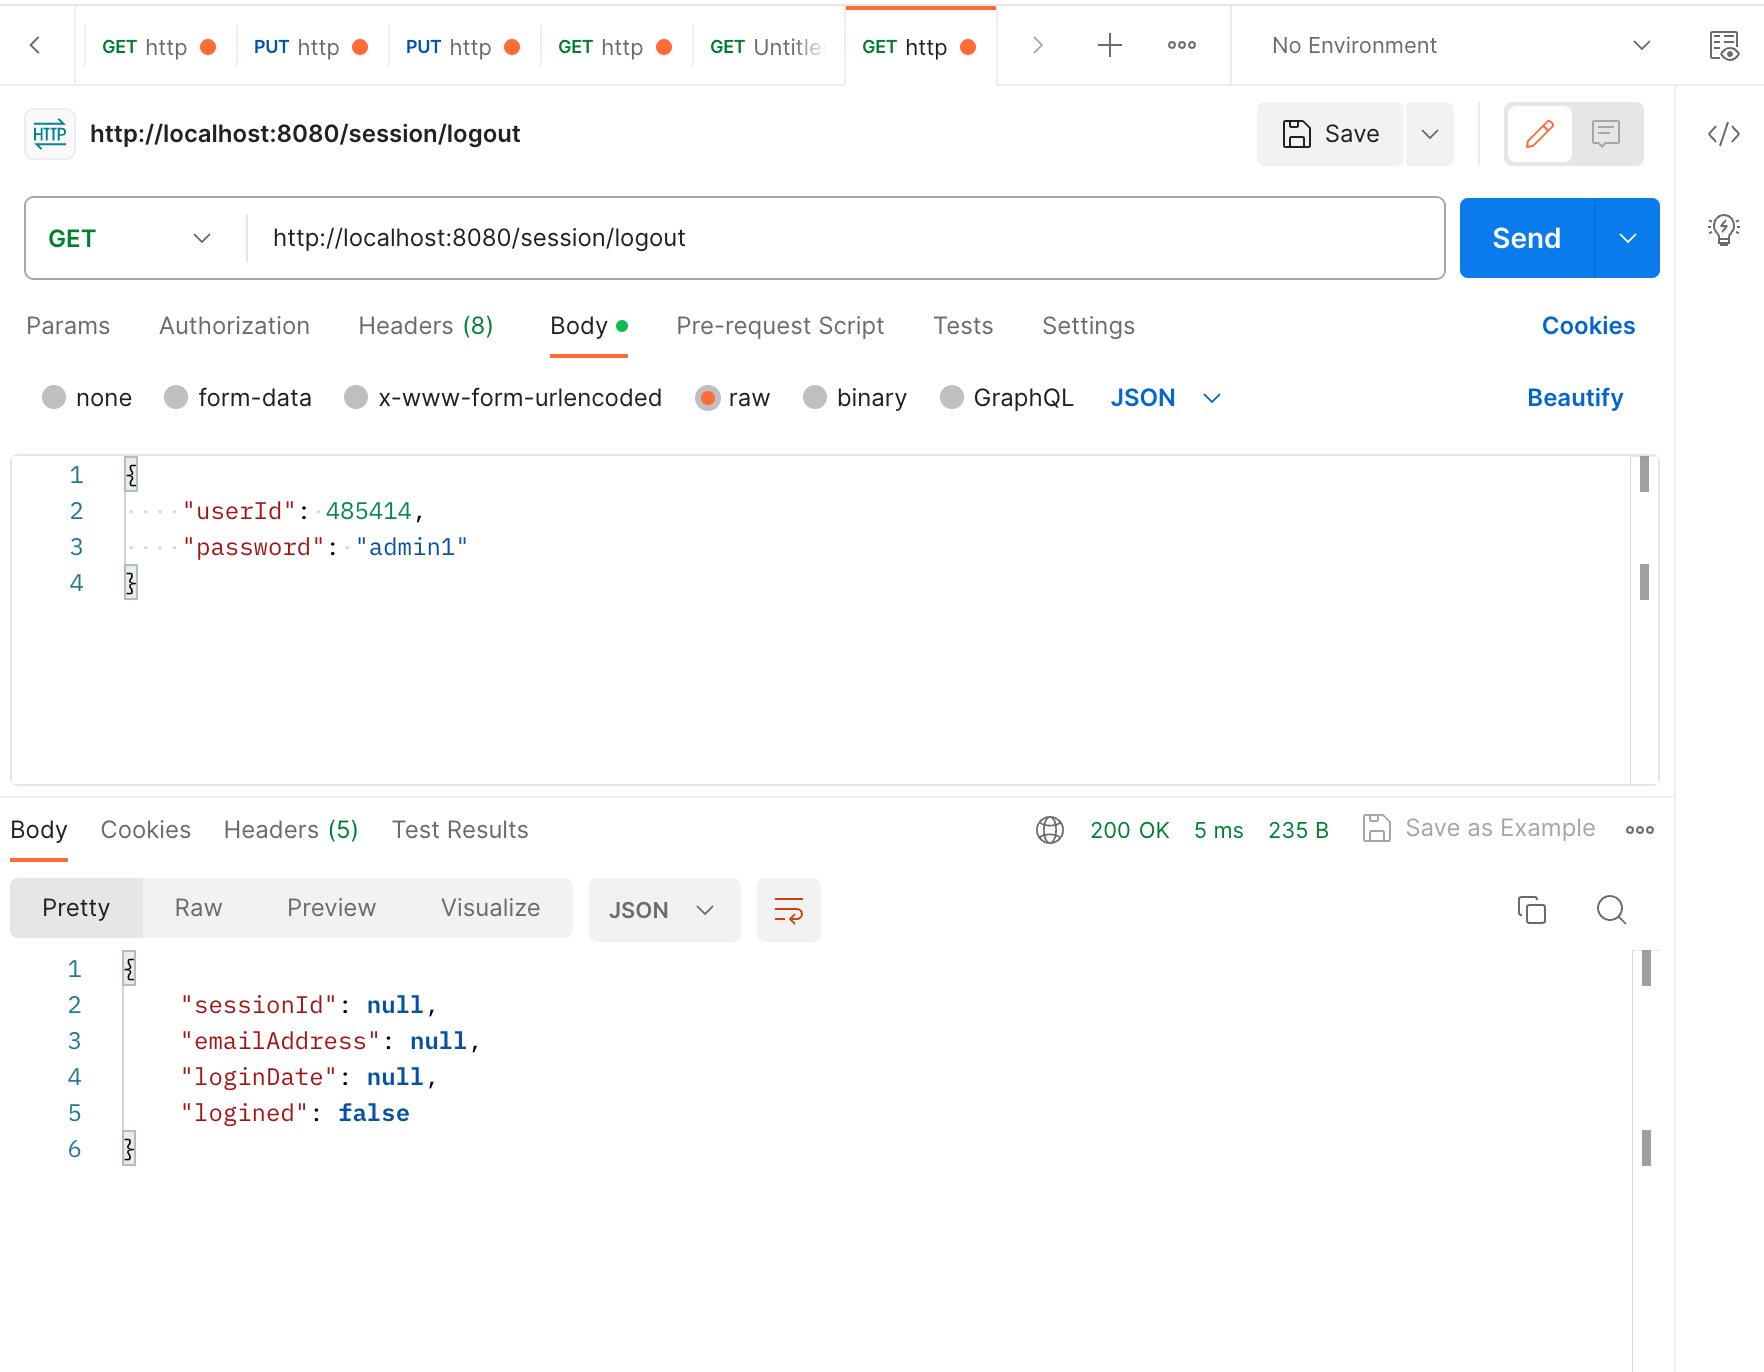 GET http PUT http PUT http GET http GET Untitle GET http No Environment
HTTP http://localhost:8080/session/logout Save
GET http://localhost:8080/session/logout Send
Params Authorization Headers (8) Body Pre-request Script Tests Settings Cookies
none form-data x-www-form-urlencoded raw binary GraphQL JSON Beautify
1 {
2 "userId": 485414,
3 "password": "admin1"
4 }
Body Cookies Headers (5) Test Results 200 OK 5 ms 235 B Save as Example
Pretty Raw Preview Visualize JSON
1 {
2 "sessionId": null,
3 "emailAddress": null,
4 "loginDate": null,
5 "logined": false
6 }